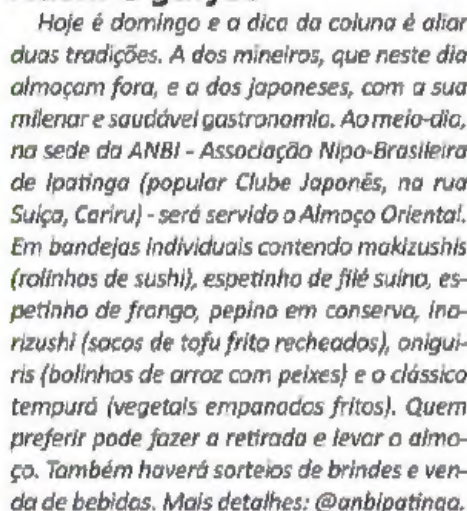 Hoje é domingo e a dica da coluna é aliar
duas tradições. A dos mineiros, que neste dia
almoçam fora, e a dos japoneses, com a sua
milenar e saudável gastronomia. Ao meio-dia,
na sede da ANBI - Associação Nipo-Brasileira
de Ipatinga (popular Clube Japonês, na rua
Suíça, Cariru) - será servido o Almoço Oriental.
Em bandejas individuais contendo makizushis
(rolinhos de sushi), espetinho de filé suíno, es-
petinho de frango, pepino em conserva, ina-
rizushi (sacos de tofu frito recheados), onigui-
ris (bolinhos de arroz com peixes) e o clássico
tempurá (vegetais empanados fritos). Quem
preferir pode fazer a retirada e levar o almo-
ço. Também haverá sorteios de brindes e ven-
da de bebidas. Mais detalhes: @anbipatinga.